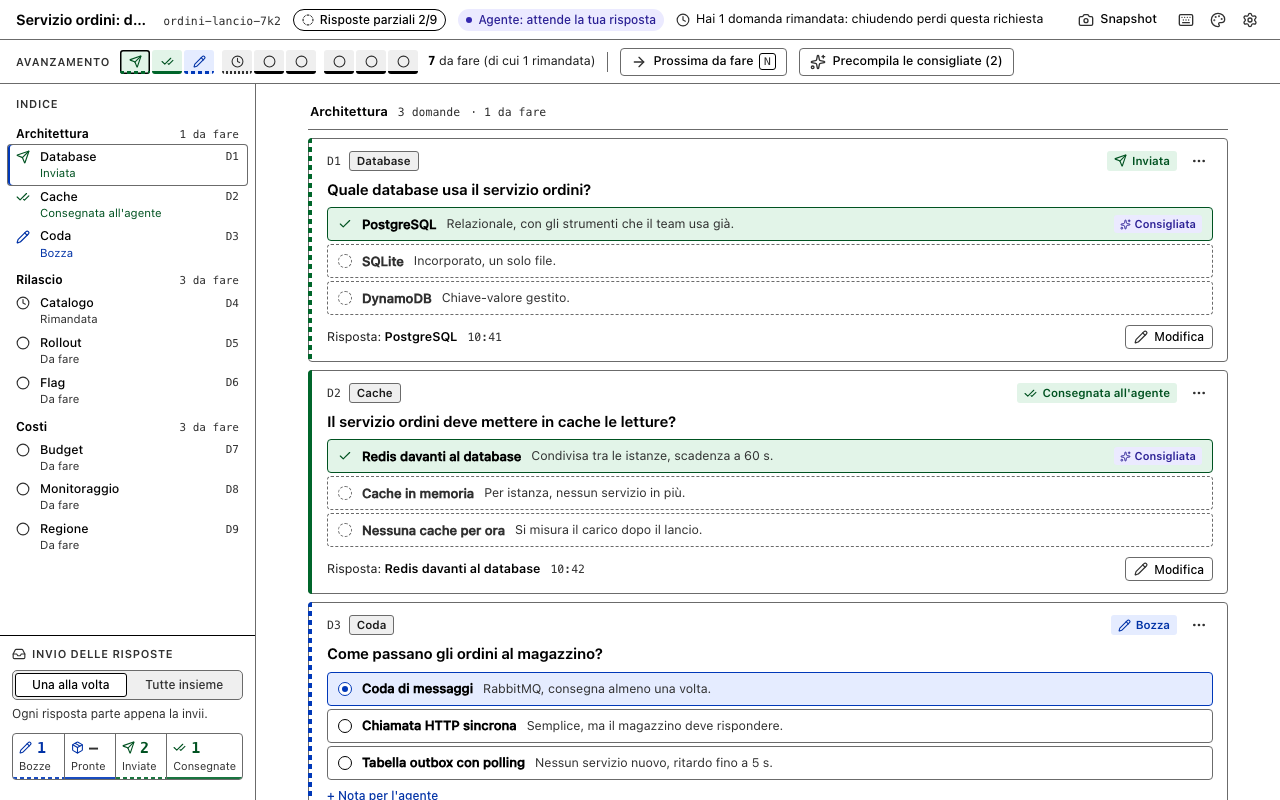 Servizio ordini: d... ordini-lancio-7k2 Risposte parziali 2/9 Agente: attende la tua risposta Hai 1 domanda rimandata: chiudendo perdi questa richiesta Snapshot
AVANZAMENTO 7 da fare (di cui 1 rimandata) Prossima da fare N Precompila le consigliate (2)
INDICE
Architettura 1 da fare
Database D1
Inviata
Cache D2
Consegnata all'agente
Coda D3
Bozza
Rilascio 3 da fare
Catalogo D4
Rimandata
Rollout D5
Da fare
Flag D6
Da fare
Costi 3 da fare
Budget D7
Da fare
Monitoraggio D8
Da fare
Regione D9
Da fare
INVIO DELLE RISPOSTE
Una alla volta Tutte insieme
Ogni risposta parte appena la invii.
1 – 2 1
Bozze Pronte Inviate Consegnate
Architettura 3 domande · 1 da fare
D1 Database Inviata
Quale database usa il servizio ordini?
PostgreSQL Relazionale, con gli strumenti che il team usa già. Consigliata
SQLite Incorporato, un solo file.
DynamoDB Chiave-valore gestito.
Risposta: PostgreSQL 10:41 Modifica
D2 Cache Consegnata all'agente
Il servizio ordini deve mettere in cache le letture?
Redis davanti al database Condivisa tra le istanze, scadenza a 60 s. Consigliata
Cache in memoria Per istanza, nessun servizio in più.
Nessuna cache per ora Si misura il carico dopo il lancio.
Risposta: Redis davanti al database 10:42 Modifica
D3 Coda Bozza
Come passano gli ordini al magazzino?
Coda di messaggi RabbitMQ, consegna almeno una volta.
Chiamata HTTP sincrona Semplice, ma il magazzino deve rispondere.
Tabella outbox con polling Nessun servizio nuovo, ritardo fino a 5 s.
+ Nota per l'agente